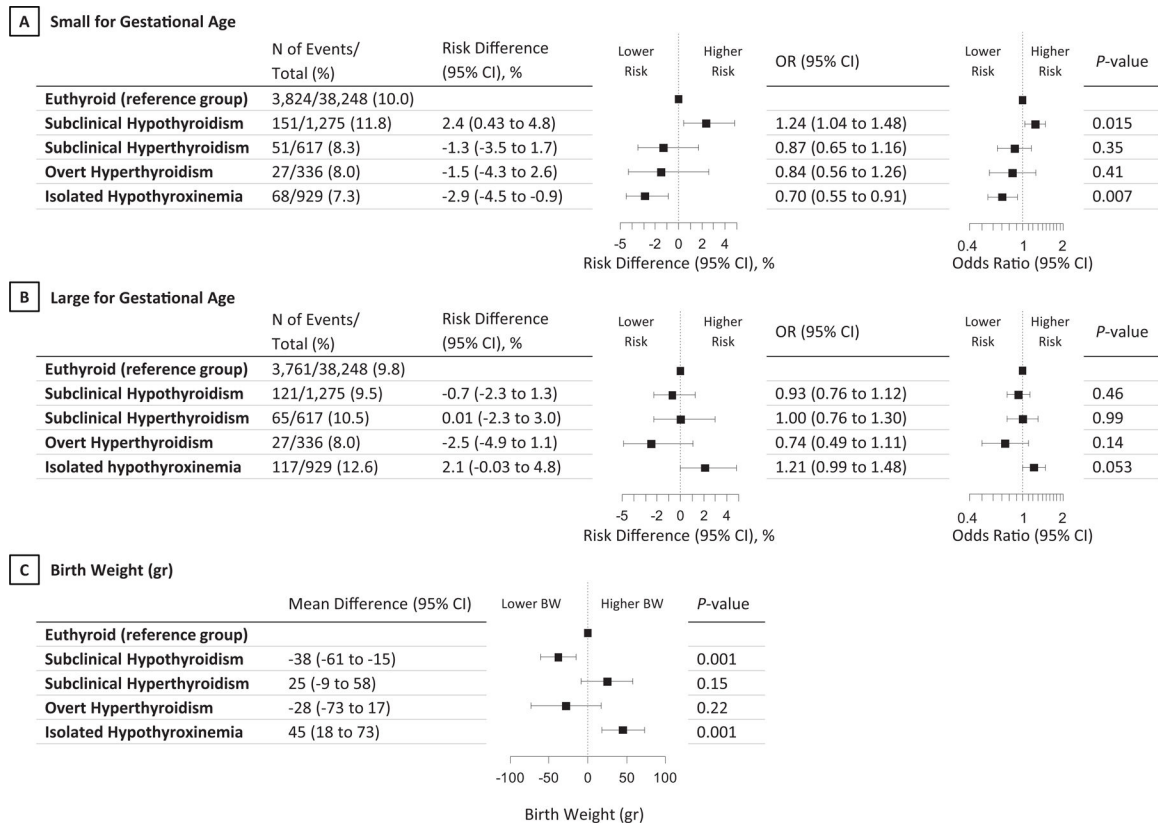 A Small for Gestational Age
N of Events/ Risk Difference Lower Higher OR (95% CI) Lower Higher P-value
Total (%) (95% CI), % Risk Risk Risk Risk
Euthyroid (reference group) 3,824/38,248 (10.0)
Subclinical Hypothyroidism 151/1,275 (11.8) 2.4 (0.43 to 4.8) 1.24 (1.04 to 1.48) 0.015
Subclinical Hyperthyroidism 51/617 (8.3) -1.3 (-3.5 to 1.7) 0.87 (0.65 to 1.16) 0.35
Overt Hyperthyroidism 27/336 (8.0) -1.5 (-4.3 to 2.6) 0.84 (0.56 to 1.26) 0.41
Isolated Hypothyroxinemia 68/929 (7.3) -2.9 (-4.5 to -0.9) 0.70 (0.55 to 0.91) 0.007
-5 -2 0 2 4 0.4 1 2
Risk Difference (95% CI), % Odds Ratio (95% CI)
B Large for Gestational Age
N of Events/ Risk Difference Lower Higher OR (95% CI) Lower Higher P-value
Total (%) (95% CI), % Risk Risk Risk Risk
Euthyroid (reference group) 3,761/38,248 (9.8)
Subclinical Hypothyroidism 121/1,275 (9.5) -0.7 (-2.3 to 1.3) 0.93 (0.76 to 1.12) 0.46
Subclinical Hyperthyroidism 65/617 (10.5) 0.01 (-2.3 to 3.0) 1.00 (0.76 to 1.30) 0.99
Overt Hyperthyroidism 27/336 (8.0) -2.5 (-4.9 to 1.1) 0.74 (0.49 to 1.11) 0.14
Isolated hypothyroxinemia 117/929 (12.6) 2.1 (-0.03 to 4.8) 1.21 (0.99 to 1.48) 0.053
-5 -2 0 2 4 0.4 1 2
Risk Difference (95% CI), % Odds Ratio (95% CI)
C Birth Weight (gr)
Mean Difference (95% CI) Lower BW Higher BW P-value
Euthyroid (reference group)
Subclinical Hypothyroidism -38 (-61 to -15) 0.001
Subclinical Hyperthyroidism 25 (-9 to 58) 0.15
Overt Hyperthyroidism -28 (-73 to 17) 0.22
Isolated Hypothyroxinemia 45 (18 to 73) 0.001
-100 -50 0 50 100
Birth Weight (gr)